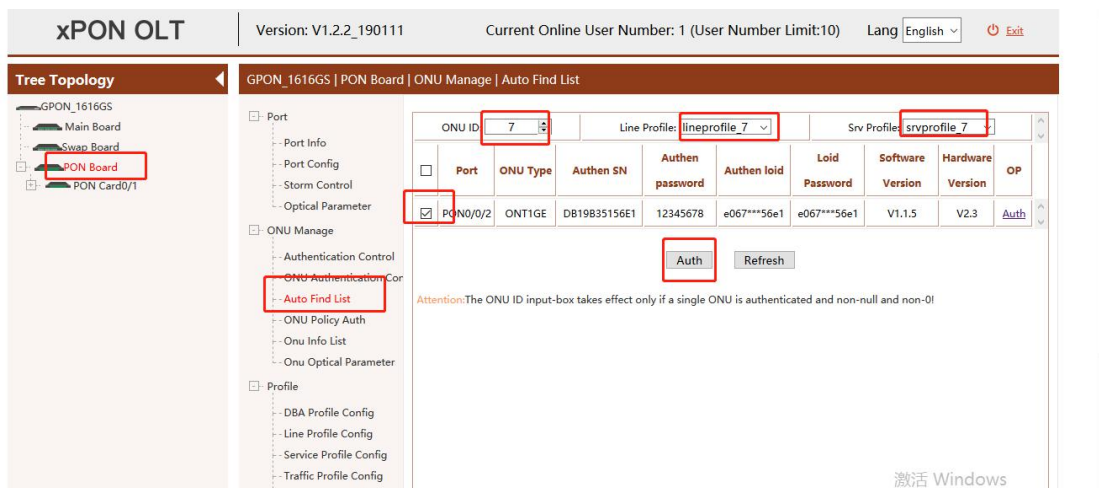 xPON OLT
Version: V1.2.2_190111
Current Online User Number: 1 (User Number Limit:10)
Lang English
Exit
Tree Topology
GPON_1616GS | PON Board | ONU Manage | Auto Find List
GPON_1616GS
Main Board
Swap Board
PON Board
PON Card0/1
Port
Port Info
Port Config
Storm Control
Optical Parameter
ONU Manage
Authentication Control
ONU Authentication Con
Auto Find List
ONU Policy Auth
Onu Info List
Onu Optical Parameter
Profile
DBA Profile Config
Line Profile Config
Service Profile Config
Traffic Profile Config
ONU ID: 7 Line Profile: lineprofile_7 Srv Profile: srvprofile_7
Port ONU Type Authen SN Authen password Authen loid Loid Password Software Version Hardware Version OP
PON0/0/2 ONT1GE DB19B35156E1 12345678 e067***56e1 e067***56e1 V1.1.5 V2.3 Auth
Auth Refresh
Attention:The ONU ID input-box takes effect only if a single ONU is authenticated and non-null and non-0!
激活 Windows